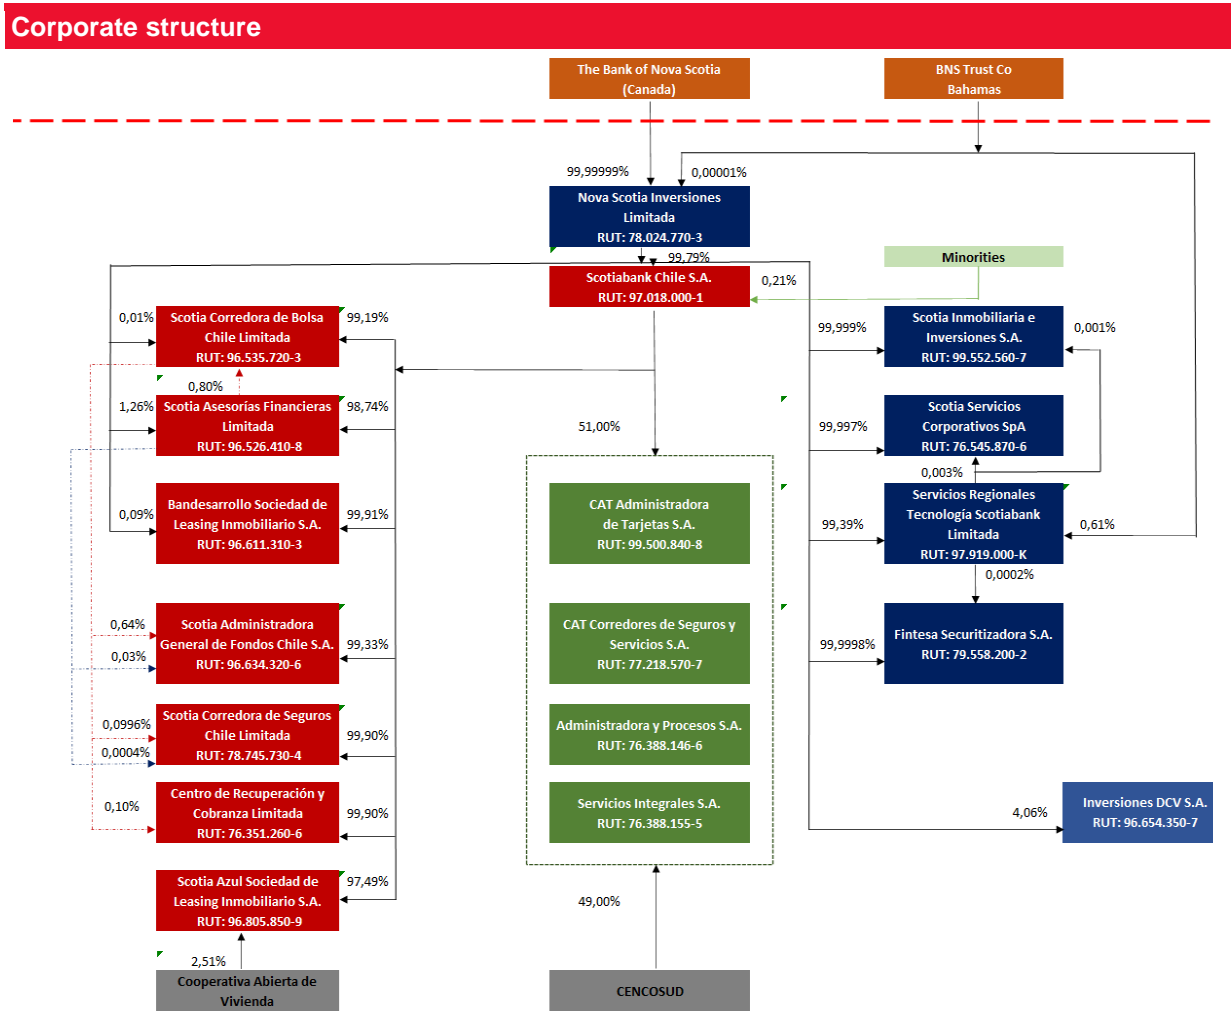 Corporate structure
The Bank of Nova Scotia
(Canada)
BNS Trust Co
Bahamas
99,99999%
0,00001%
Nova Scotia Inversiones
Limitada
RUT: 78.024.770-3
99,79%
Minorities
Scotiabank Chile S.A.
RUT: 97.018.000-1
0,21%
0,01%
Scotia Corredora de Bolsa
Chile Limitada
RUT: 96.535.720-3
99,19%
99,999%
Scotia Inmobiliaria e
Inversiones S.A.
RUT: 99.552.560-7
0,001%
0,80%
1,26%
Scotia Asesorías Financieras
Limitada
RUT: 96.526.410-8
98,74%
51,00%
99,997%
Scotia Servicios
Corporativos SpA
RUT: 76.545.870-6
0,003%
0,09%
Bandesarrollo Sociedad de
Leasing Inmobiliario S.A.
RUT: 96.611.310-3
99,91%
CAT Administradora
de Tarjetas S.A.
RUT: 99.500.840-8
99,39%
Servicios Regionales
Tecnología Scotiabank
Limitada
RUT: 97.919.000-K
0,61%
0,0002%
0,64%
0,03%
Scotia Administradora
General de Fondos Chile S.A.
RUT: 96.634.320-6
99,33%
CAT Corredores de Seguros y
Servicios S.A.
RUT: 77.218.570-7
99,9998%
Fintesa Securitizadora S.A.
RUT: 79.558.200-2
0,0996%
0,0004%
Scotia Corredora de Seguros
Chile Limitada
RUT: 78.745.730-4
99,90%
Administradora y Procesos S.A.
RUT: 76.388.146-6
0,10%
Centro de Recuperación y
Cobranza Limitada
RUT: 76.351.260-6
99,90%
Servicios Integrales S.A.
RUT: 76.388.155-5
4,06%
Inversiones DCV S.A.
RUT: 96.654.350-7
Scotia Azul Sociedad de
Leasing Inmobiliario S.A.
RUT: 96.805.850-9
97,49%
49,00%
2,51%
Cooperativa Abierta de
Vivienda
CENCOSUD